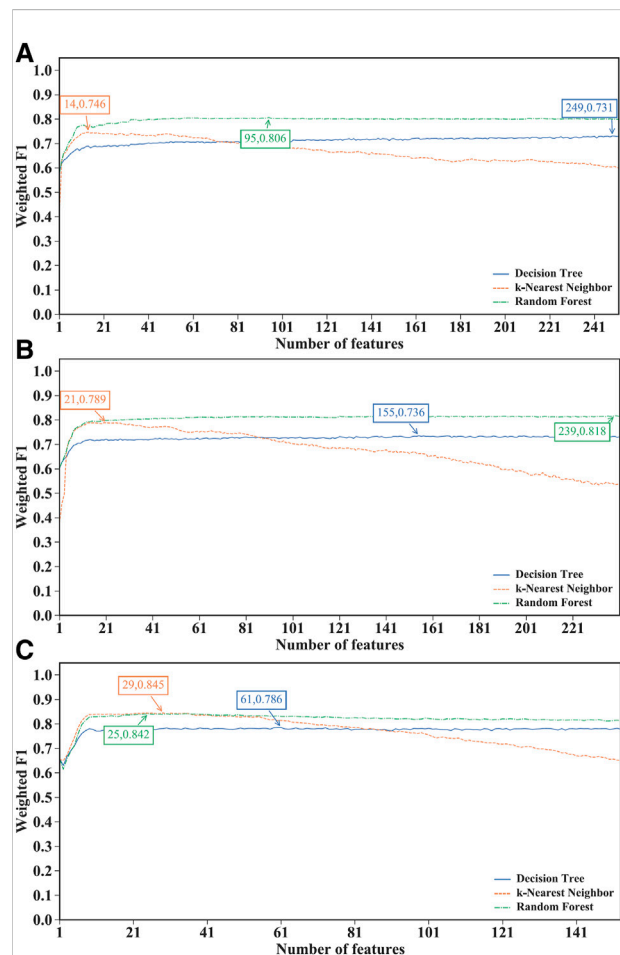 A
1.0
0.9
0.8
0.7
0.6
0.5
0.4
0.3
0.2
0.1
0.0
Weighted F1
14,0.746
95,0.806
249,0.731
Decision Tree
k-Nearest Neighbor
Random Forest
1 21 41 61 81 101 121 141 161 181 201 221 241
Number of features
B
1.0
0.9
0.8
0.7
0.6
0.5
0.4
0.3
0.2
0.1
0.0
Weighted F1
21,0.789
155,0.736
239,0.818
Decision Tree
k-Nearest Neighbor
Random Forest
1 21 41 61 81 101 121 141 161 181 201 221
Number of features
C
1.0
0.9
0.8
0.7
0.6
0.5
0.4
0.3
0.2
0.1
0.0
Weighted F1
29,0.845
61,0.786
25,0.842
Decision Tree
k-Nearest Neighbor
Random Forest
1 21 41 61 81 101 121 141
Number of features